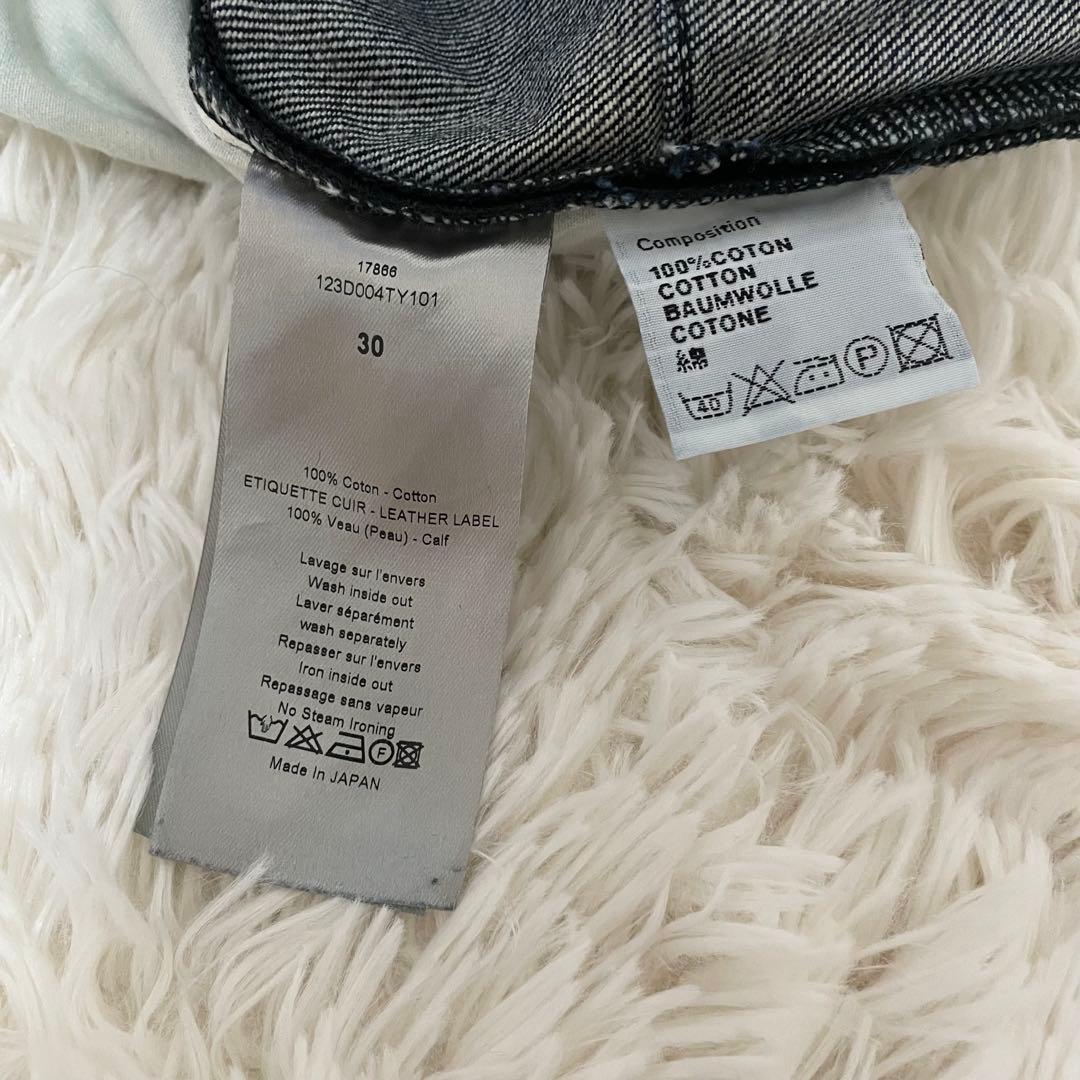 17866
123D004TY101
30
100% Coton - Cotton
ETIQUETTE CUIR - LEATHER LABEL
100% Veau (Peau) - Calf
Lavage sur l'envers
Wash inside out
Laver séparément
wash separately
Repasser sur l'envers
Iron inside out
Repassage sans vapeur
No Steam Ironing
F
Made In JAPAN
Composition
100%COTON
COTTON
BAUMWOLLE
COTONE
綿
40 P